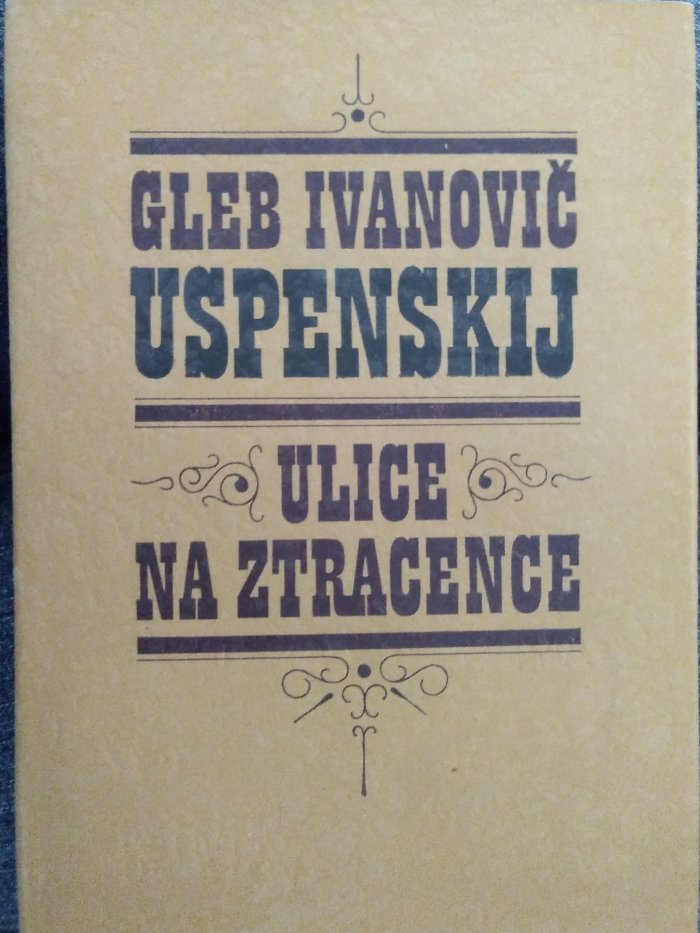 GLEB IVANOVIČ
USPENSKIJ
ULICE
NA ZTRACENCE